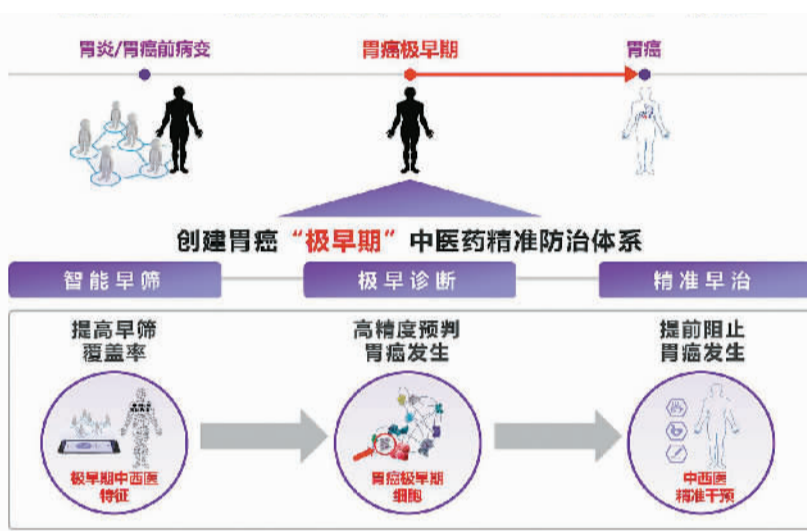 胃炎/胃癌前病变
胃癌极早期
胃癌
创建胃癌“极早期”中医药精准防治体系
智能早筛
极早诊断
精准早治
提高早筛
覆盖率
高精度预判
胃癌发生
提前阻止
胃癌发生
极早期中西医
特征
胃癌极早期
细胞
中西医
精准干预